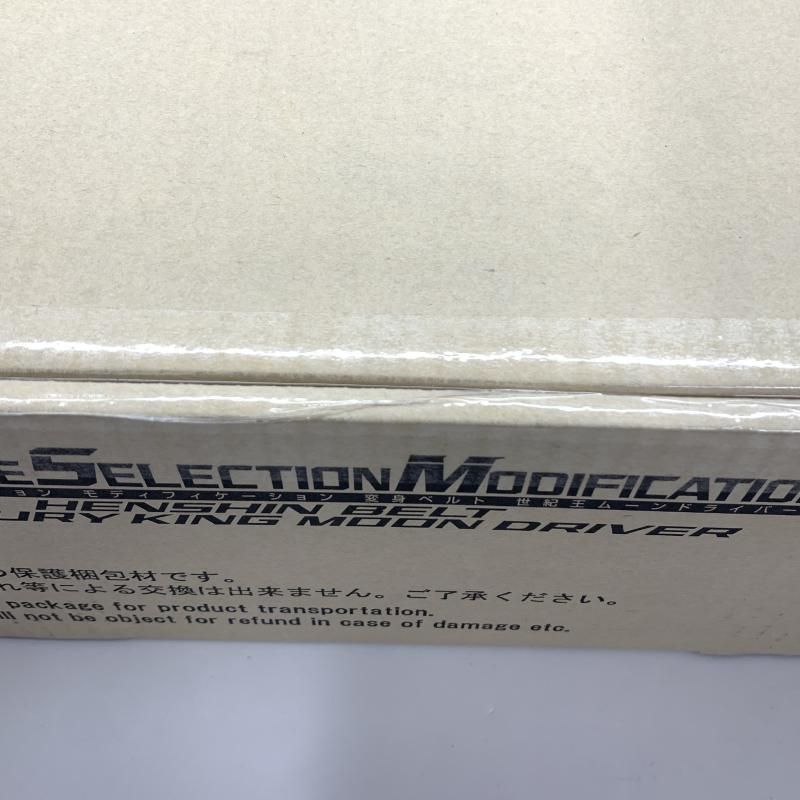 E SELECTION MODIFICATIO
ョン モディフィケーション 変身ベルト 世紀王ムーンドライバー
HENSHIN BELT
URY KING MOON DRIVER
の保護梱包材です。
れ等による交換は出来ません。ご了承ください。
package for product transportation.
ll not be object for refund in case of damage etc.